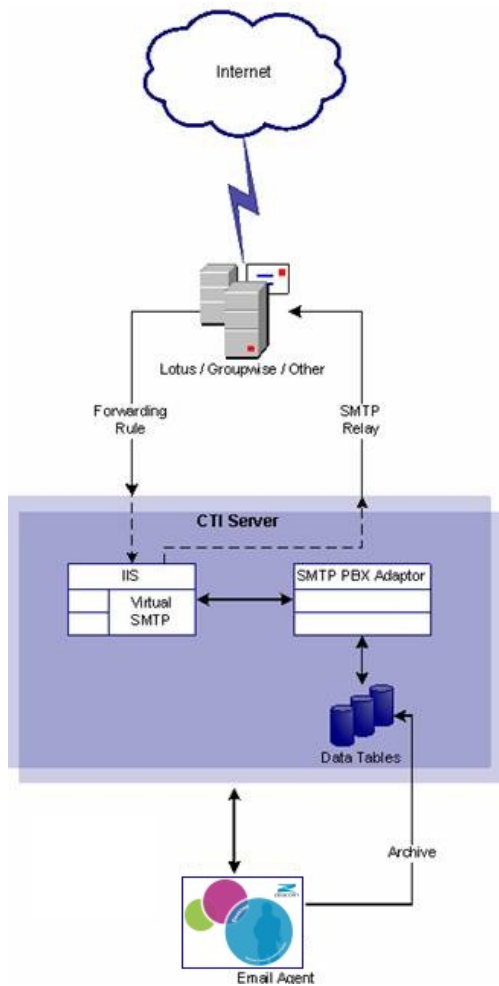 Internet
Lotus / Groupwise / Other
Forwarding
Rule
SMTP
Relay
CTI Server
IIS
Virtual
SMTP
SMTP PBX Adaptor
Data Tables
Archive
Email Agent